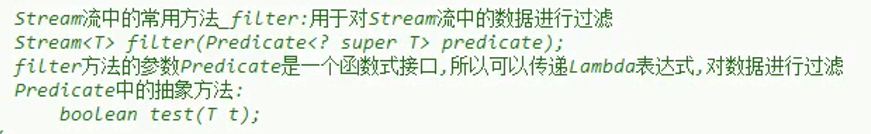 Stream流中的常用方法_filter:用于对Stream流中的数据进行过滤
Stream<T> filter(Predicate<? super T> predicate);
filter方法的参数Predicate是一个函数式接口,所以可以传递Lambda表达式,对数据进行过滤
Predicate中的抽象方法:
boolean test(T t);